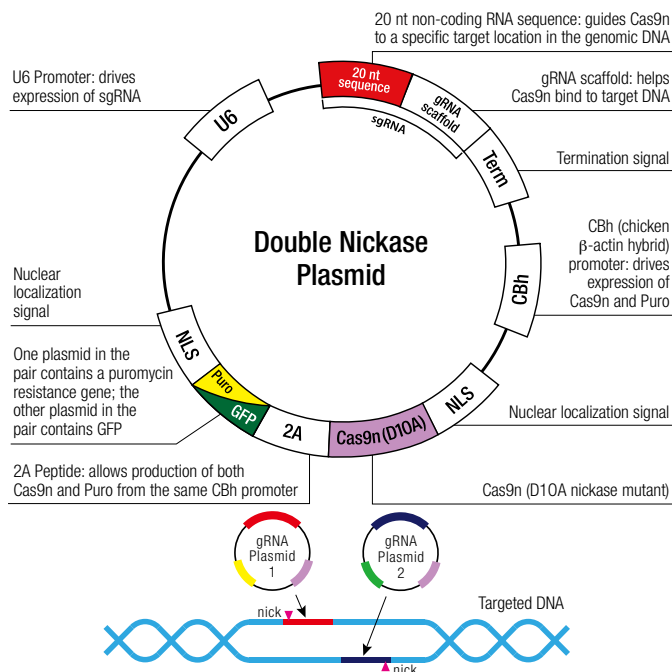 20 nt non-coding RNA sequence: guides Cas9n
to a specific target location in the genomic DNA
U6 Promoter: drives
expression of sgRNA
gRNA scaffold: helps
Cas9n bind to target DNA
20 nt
sequence
gRNA
scaffold
sgRNA
U6
Term
Termination signal
Double Nickase
Plasmid
CBh (chicken
β-actin hybrid)
promoter: drives
expression of
Cas9n and Puro
CBh
Nuclear
localization
signal
NLS
Puro
GFP
2A
Cas9n (D10A)
NLS
One plasmid in the
pair contains a puromycin
resistance gene; the
other plasmid in the
pair contains GFP
Nuclear localization signal
2A Peptide: allows production of both
Cas9n and Puro from the same CBh promoter
Cas9n (D10A nickase mutant)
gRNA
Plasmid
1
gRNA
Plasmid
2
Targeted DNA
nick
nick